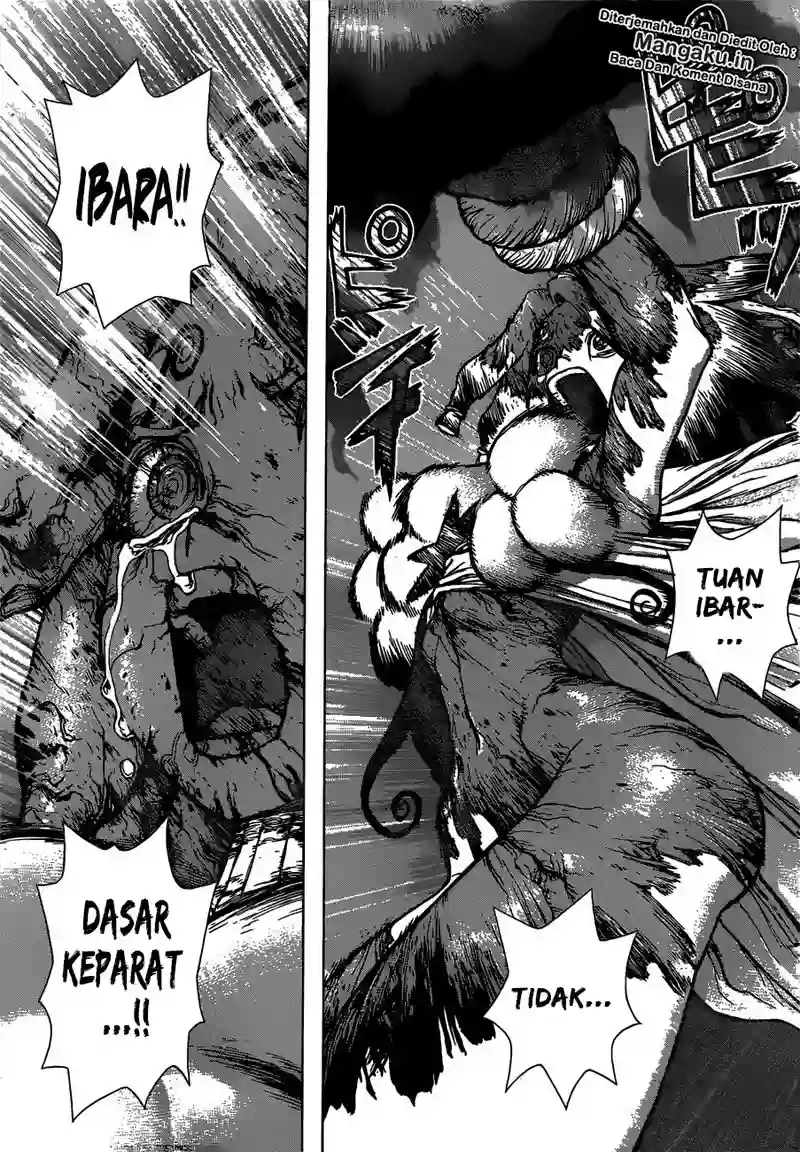 Diterjemahkan dan Diedit Oleh :
Mangaku.in
Baca Dan Koment Disana
TUAN
IBAR-
...
TIDAK...
IBARA!!
DASAR
KEPARAT
...!!